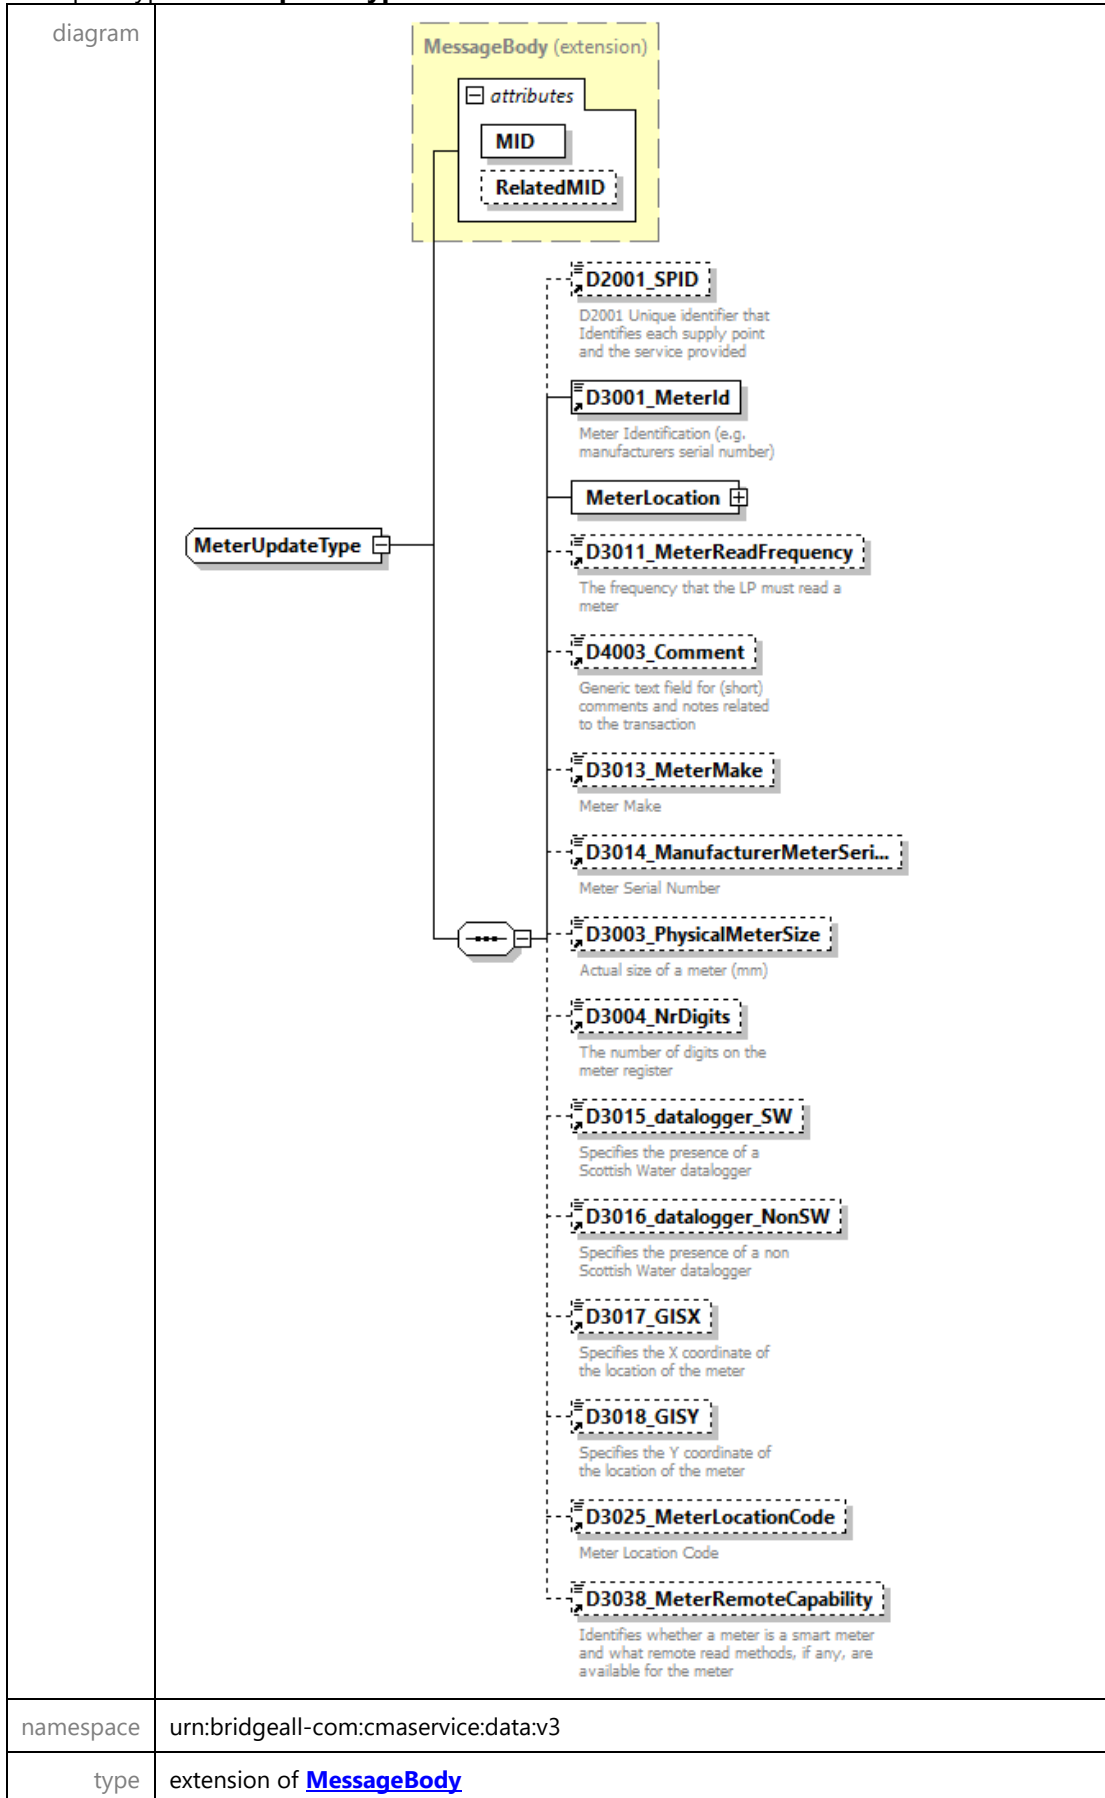 diagram
MessageBody (extension)
attributes
MID
RelatedMID
D2001_SPID
D2001 Unique identifier that
Identifies each supply point
and the service provided
D3001_MeterId
Meter Identification (e.g.
manufacturers serial number)
MeterLocation
MeterUpdateType
D3011_MeterReadFrequency
The frequency that the LP must read a
meter
D4003_Comment
Generic text field for (short)
comments and notes related
to the transaction
D3013_MeterMake
Meter Make
D3014_ManufacturerMeterSeri...
Meter Serial Number
D3003_PhysicalMeterSize
Actual size of a meter (mm)
D3004_NrDigits
The number of digits on the
meter register
D3015_datalogger_SW
Specifies the presence of a
Scottish Water datalogger
D3016_datalogger_NonSW
Specifies the presence of a non
Scottish Water datalogger
D3017_GISX
Specifies the X coordinate of
the location of the meter
D3018_GISY
Specifies the Y coordinate of
the location of the meter
D3025_MeterLocationCode
Meter Location Code
D3038_MeterRemoteCapability
Identifies whether a meter is a smart meter
and what remote read methods, if any, are
available for the meter
namespace urn:bridgeall-com:cmaservice:data:v3
type extension of MessageBody